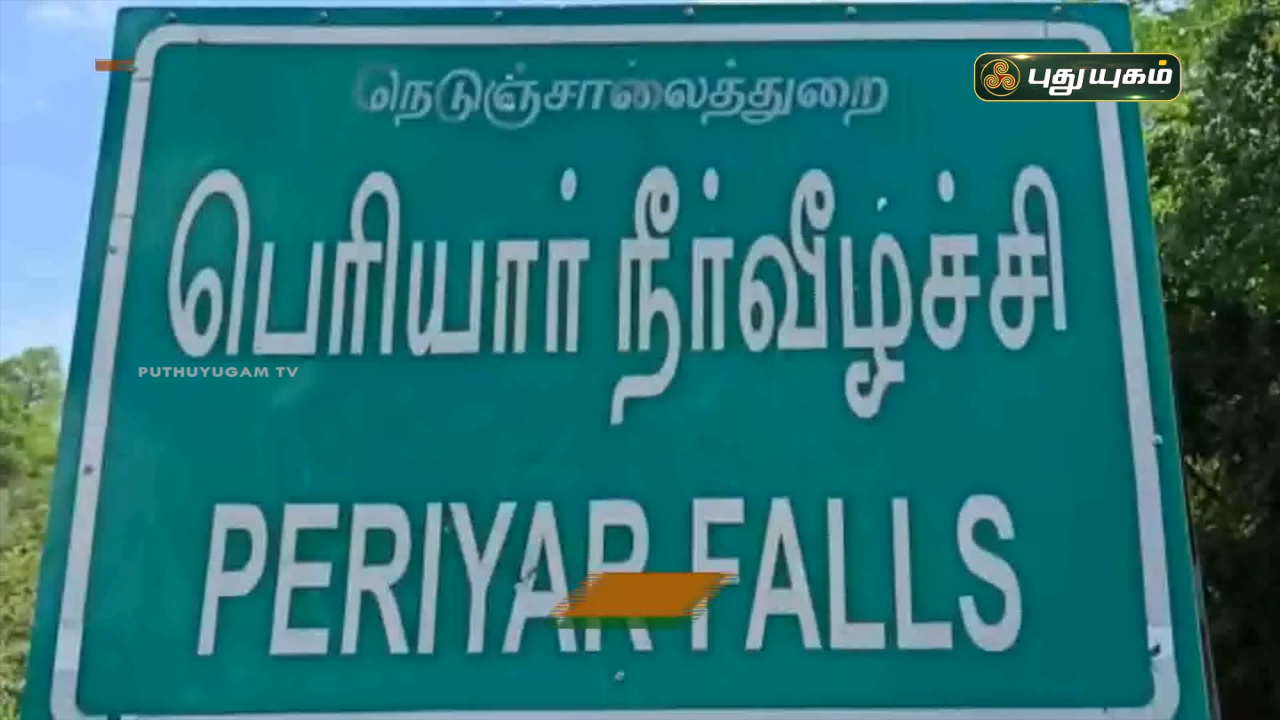 நெடுஞ்சாலைத்துறை
புதுயுகம்
பெரியார் நீர்வீழ்ச்சி
PUTHUYUGAM TV
PERIYAR FALLS